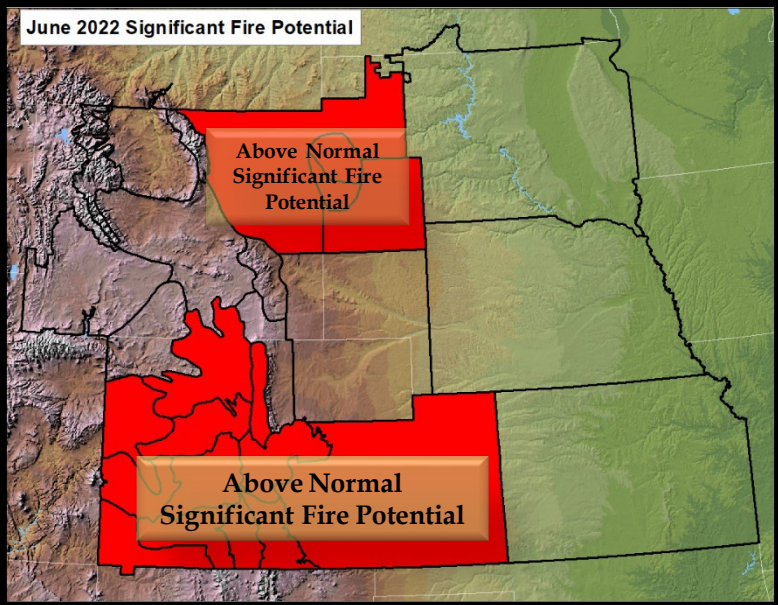 June 2022 Significant Fire Potential
Above Normal
Significant Fire
Potential
Above Normal
Significant Fire Potential